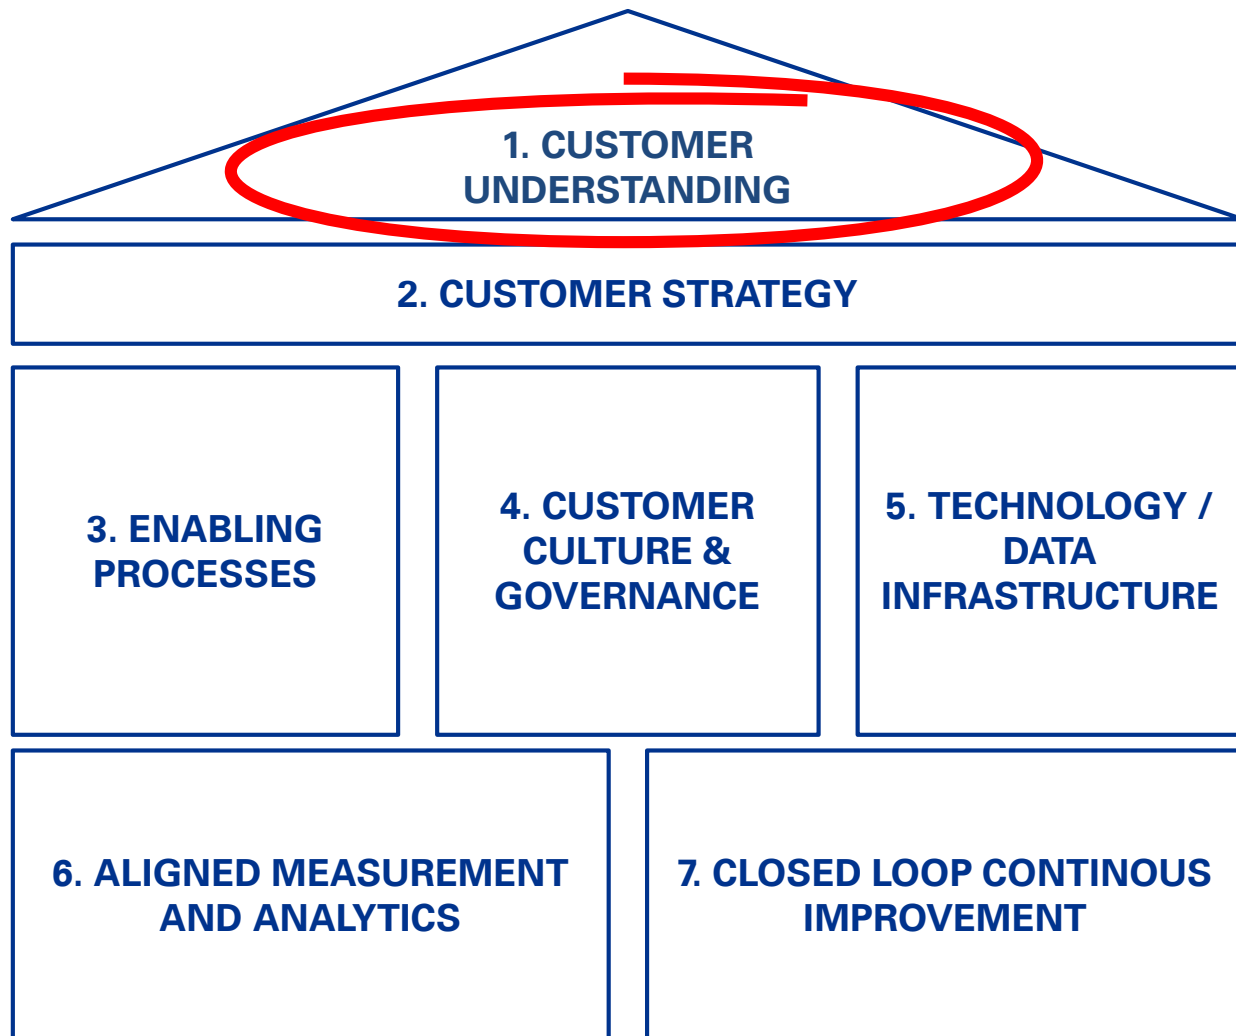 1. CUSTOMER
UNDERSTANDING
2. CUSTOMER STRATEGY
3. ENABLING
PROCESSES
4. CUSTOMER
CULTURE &
GOVERNANCE
5. TECHNOLOGY /
DATA
INFRASTRUCTURE
6. ALIGNED MEASUREMENT
AND ANALYTICS
7. CLOSED LOOP CONTINOUS
IMPROVEMENT